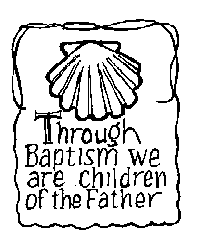 Through
Baptism we
are children
of the Father